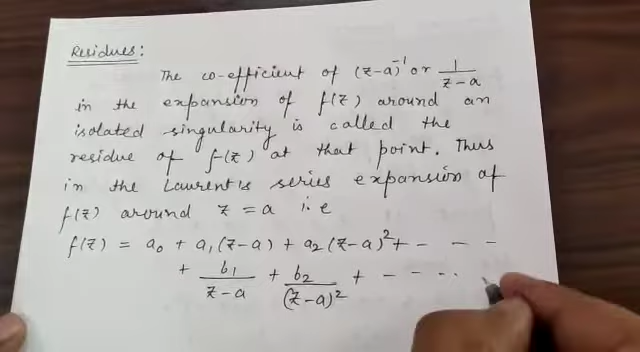 Residues:
The co-efficient of (z-a)⁻¹ or 1/(z-a)
in the expansion of f(z) around an
isolated singularity is called the
residue of f(z) at that point. Thus
in the Laurent's series expansion of
f(z) around z = a i.e
f(z) = a₀ + a₁(z-a) + a₂(z-a)² + - - -
+ b₁/(z-a) + b₂/(z-a)² + - - - ..